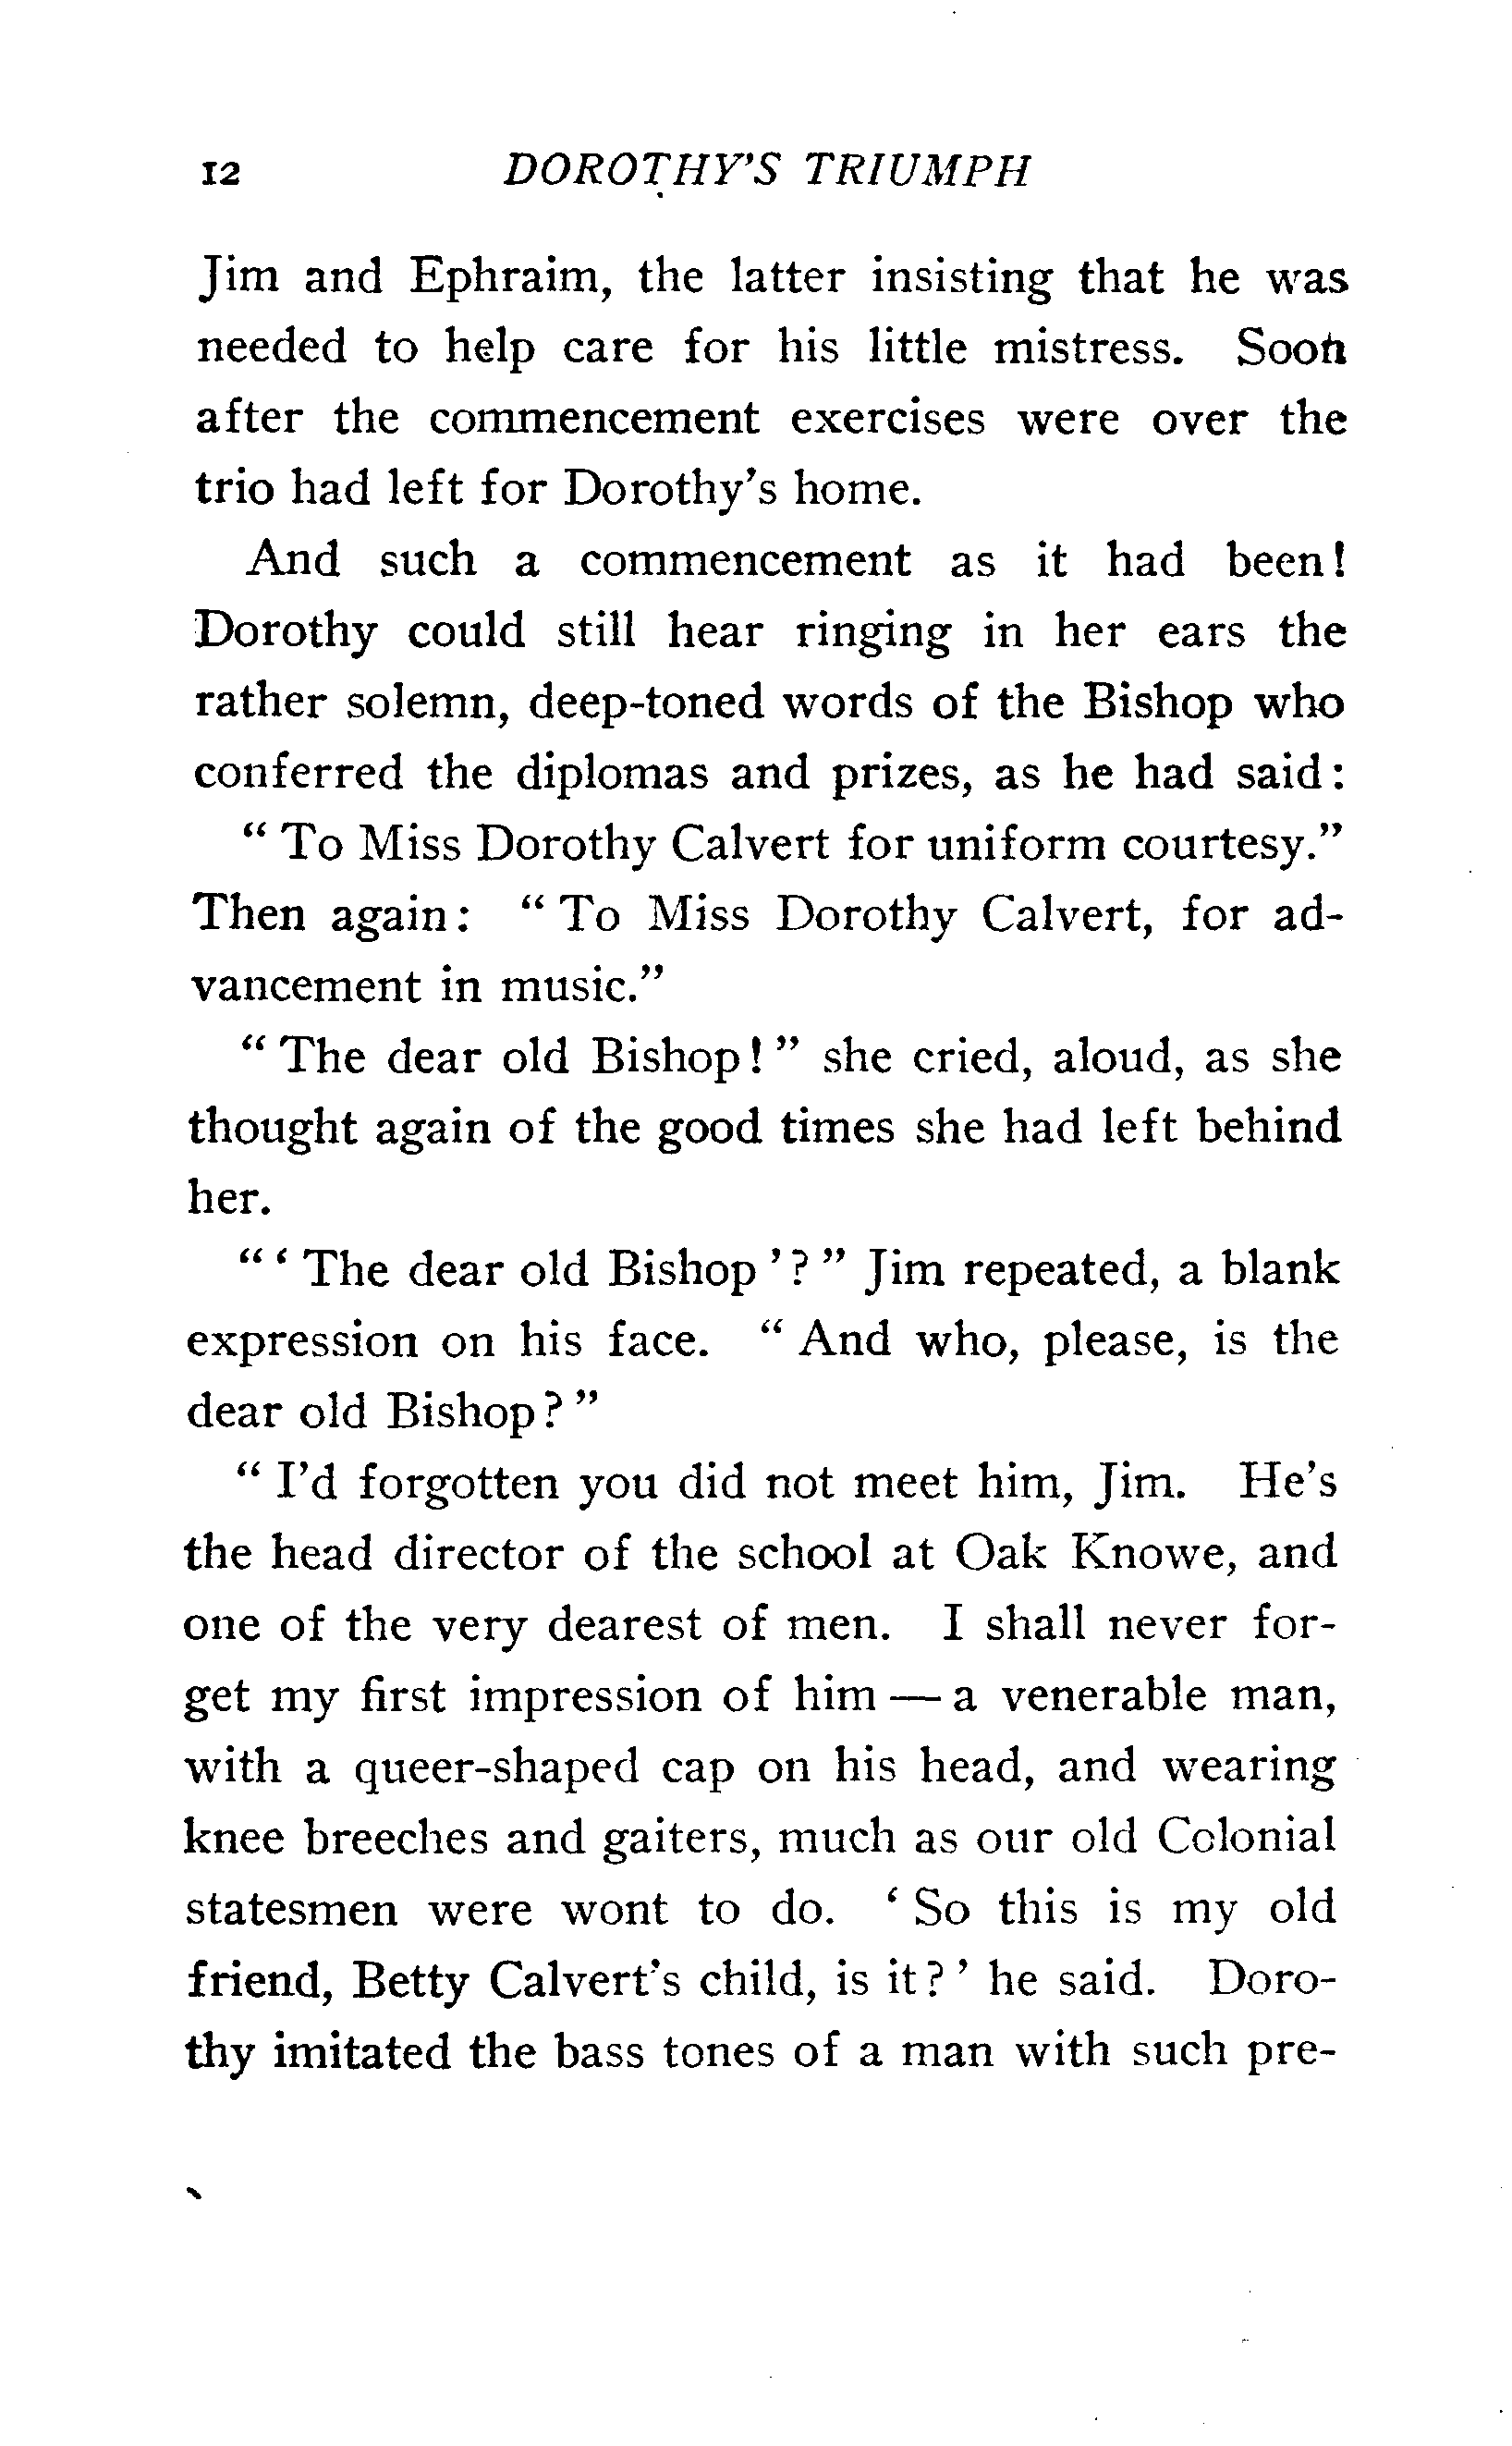 12 DOROTHY'S TRIUMPH
Jim and Ephraim, the latter insisting that he was
needed to help care for his little mistress. Soon
after the commencement exercises were over the
trio had left for Dorothy's home.
And such a commencement as it had been!
Dorothy could still hear ringing in her ears the
rather solemn, deep-toned words of the Bishop who
conferred the diplomas and prizes, as he had said:
" To Miss Dorothy Calvert for uniform courtesy."
Then again: " To Miss Dorothy Calvert, for ad-
vancement in music."
" The dear old Bishop! " she cried, aloud, as she
thought again of the good times she had left behind
her.
" ' The dear old Bishop '? " Jim repeated, a blank
expression on his face. " And who, please, is the
dear old Bishop? "
" I'd forgotten you did not meet him, Jim. He's
the head director of the school at Oak Knowe, and
one of the very dearest of men. I shall never for-
get my first impression of him — a venerable man,
with a queer-shaped cap on his head, and wearing
knee breeches and gaiters, much as our old Colonial
statesmen were wont to do. ' So this is my old
friend, Betty Calvert's child, is it? ' he said. Doro-
thy imitated the bass tones of a man with such pre-